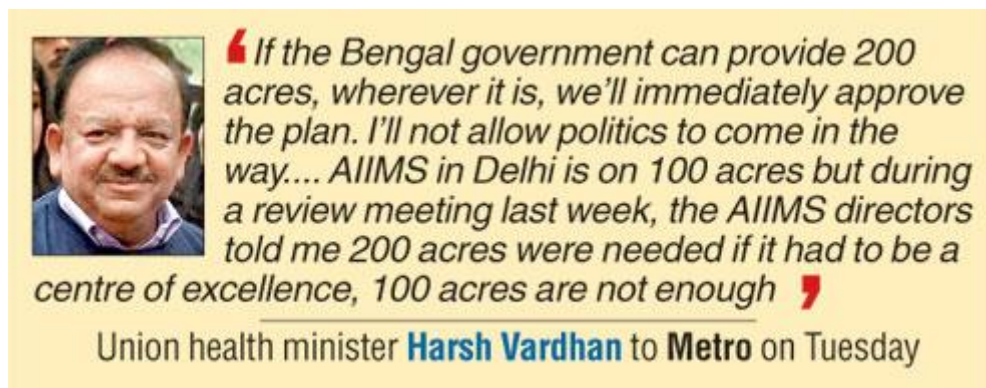 ‘If the Bengal government can provide 200
acres, wherever it is, we’ll immediately approve
the plan. I’ll not allow politics to come in the
way.... AIIMS in Delhi is on 100 acres but during
a review meeting last week, the AIIMS directors
told me 200 acres were needed if it had to be a
centre of excellence, 100 acres are not enough ’
Union health minister Harsh Vardhan to Metro on Tuesday